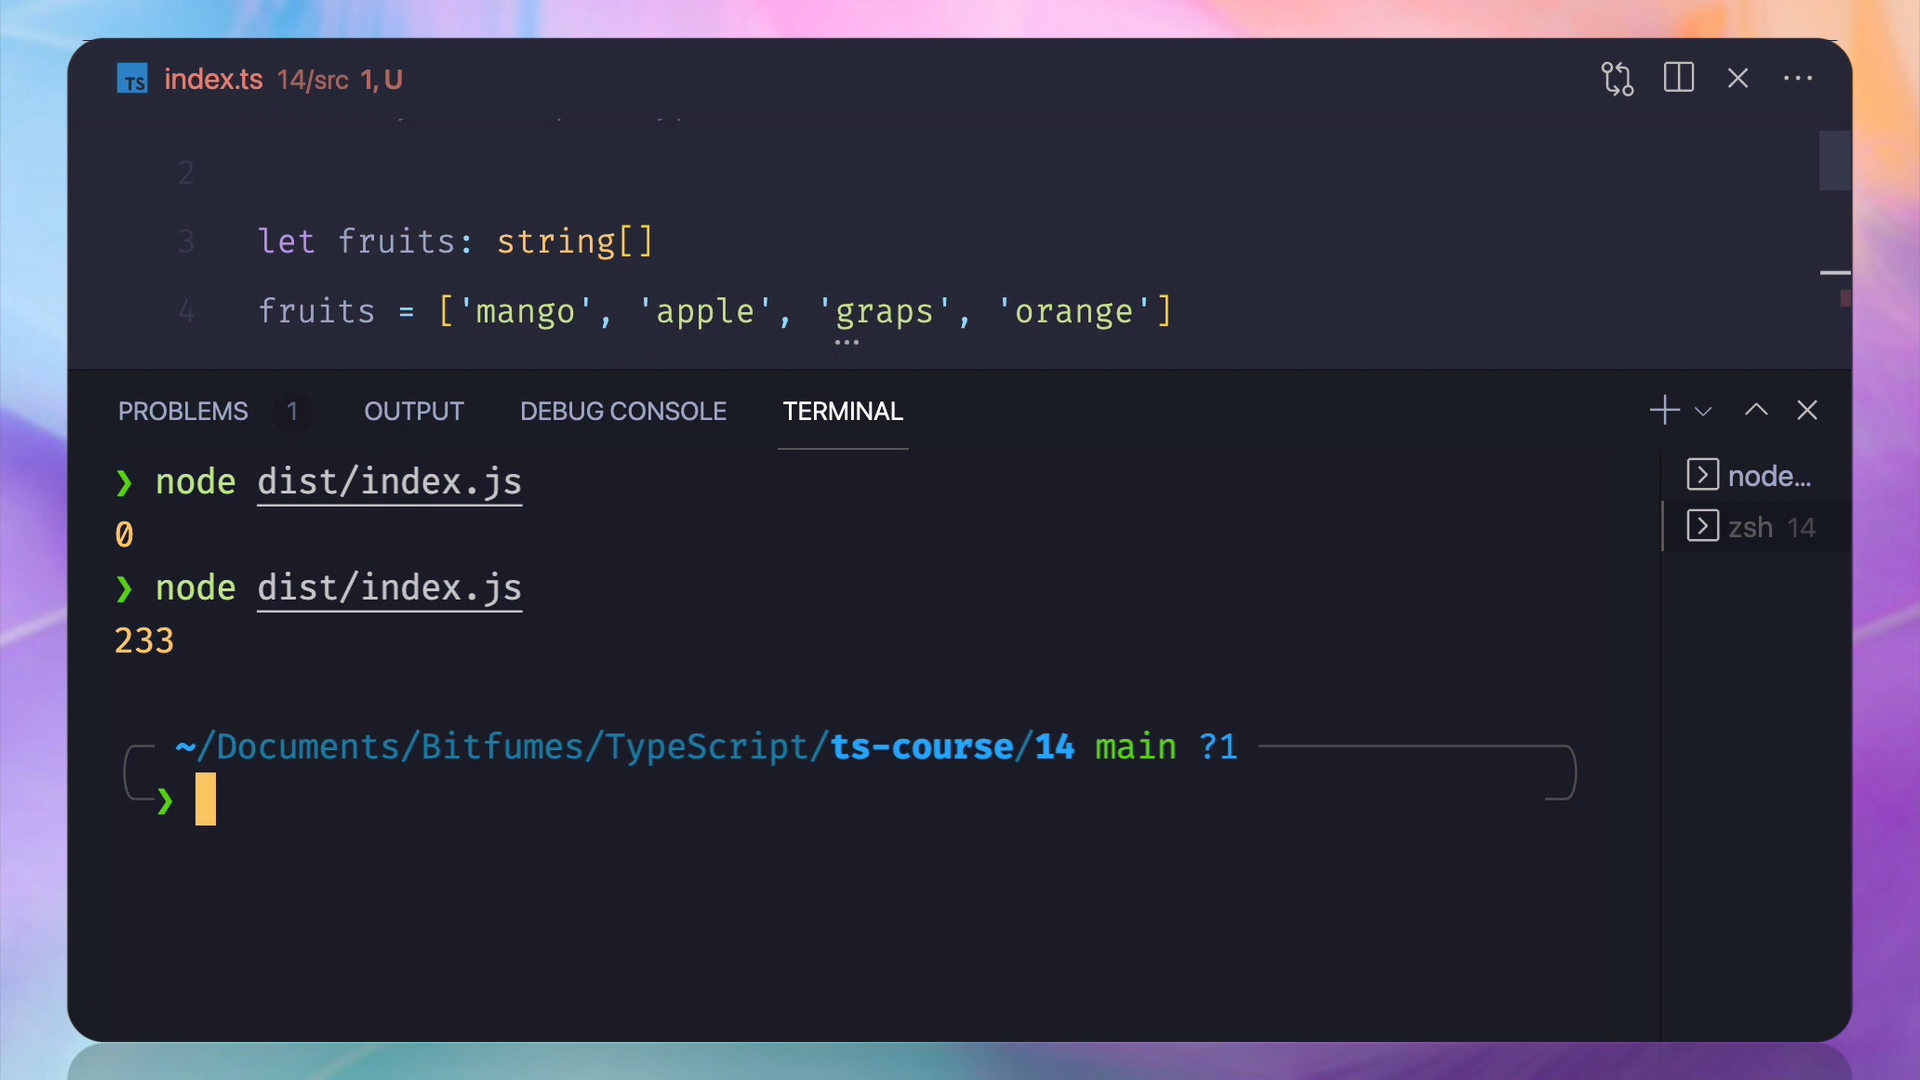 TS index.ts 14/src 1, U
2
3 let fruits: string[]
4 fruits = ['mango', 'apple', 'graps', 'orange']
PROBLEMS 1 OUTPUT DEBUG CONSOLE TERMINAL
❯ node dist/index.js
0
❯ node dist/index.js
233
~/Documents/Bitfumes/TypeScript/ts-course/14 main ?1
❯
node...
zsh 14